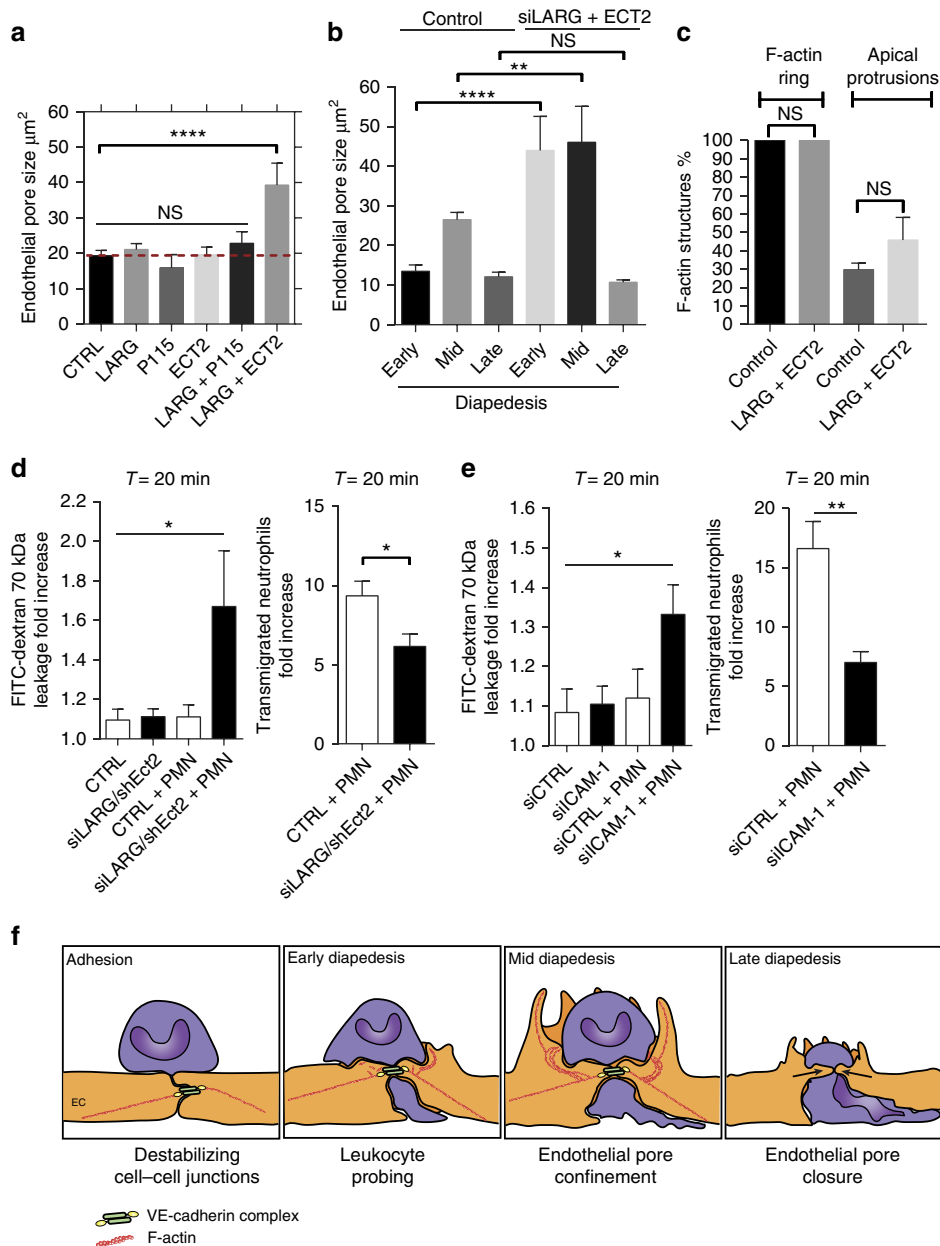 a
Endothelial pore size μm²
60
50
40
30
20
10
0
****
NS
CTRL
LARG
P115
ECT2
LARG + P115
LARG + ECT2
b
Control
siLARG + ECT2
NS
**
****
Endothelial pore size μm²
60
50
40
30
20
10
0
Early
Mid
Late
Early
Mid
Late
Diapedesis
c
F-actin
ring
Apical
protrusions
NS
NS
F-actin structures %
100
90
80
70
60
50
40
30
20
10
0
Control
LARG + ECT2
Control
LARG + ECT2
d
T = 20 min
FITC-dextran 70 kDa
leakage fold increase
2.2
2.0
1.8
1.6
1.4
1.2
1.0
*
CTRL
siLARG/shEct2
CTRL + PMN
siLARG/shEct2 + PMN
T = 20 min
Transmigrated neutrophils
fold increase
15
10
5
0
*
CTRL + PMN
siLARG/shEct2 + PMN
e
T = 20 min
FITC-dextran 70 kDa
leakage fold increase
1.6
1.5
1.4
1.3
1.2
1.1
1.0
*
siCTRL
siICAM-1
siCTRL + PMN
siICAM-1 + PMN
T = 20 min
Transmigrated neutrophils
fold increase
20
15
10
5
0
**
siCTRL + PMN
siICAM-1 + PMN
f
Adhesion
EC
Destabilizing
cell–cell junctions
Early diapedesis
Leukocyte
probing
Mid diapedesis
Endothelial pore
confinement
Late diapedesis
Endothelial pore
closure
VE-cadherin complex
F-actin